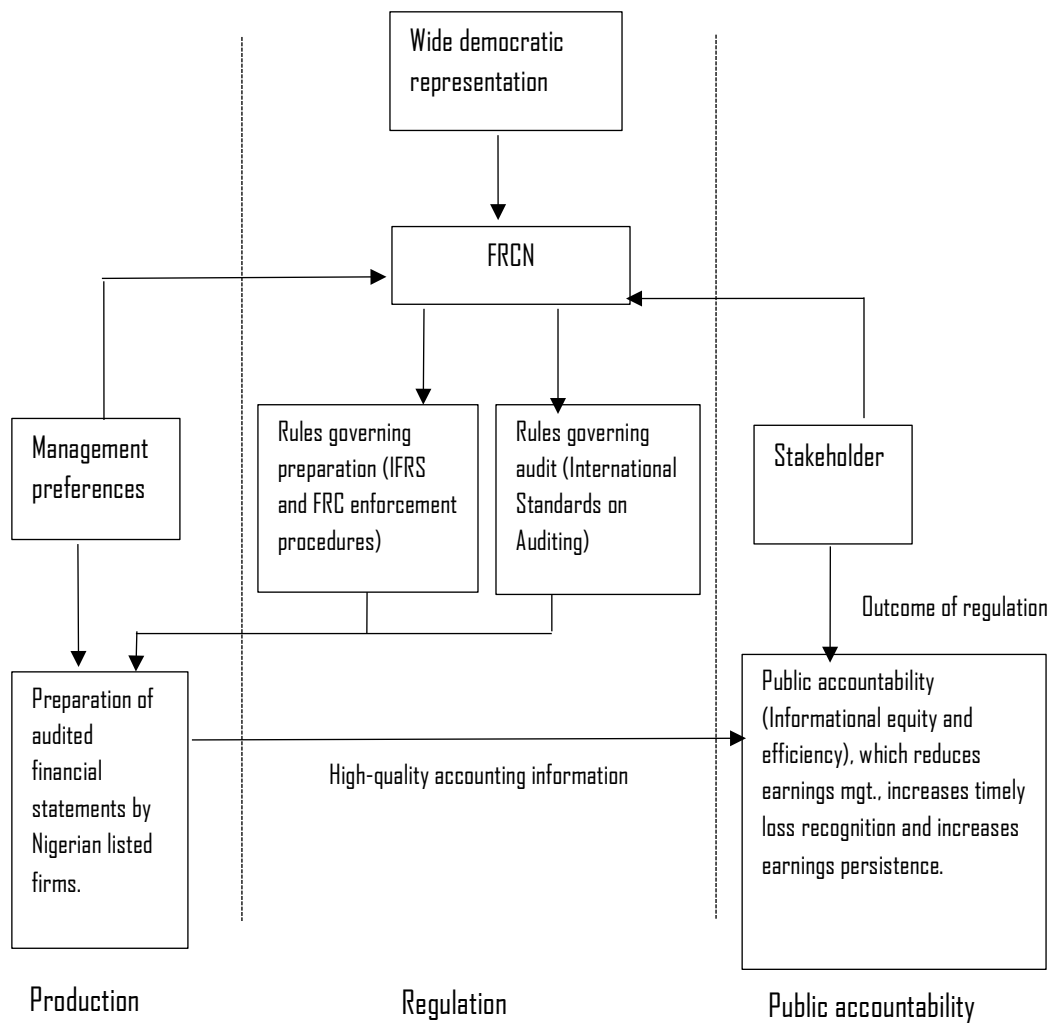 Wide democratic
representation
FRCN
Management
preferences
Rules governing
preparation (IFRS
and FRC enforcement
procedures)
Rules governing
audit (International
Standards on
Auditing)
Stakeholder
Outcome of regulation
Preparation of
audited
financial
statements by
Nigerian listed
firms.
High-quality accounting information
Public accountability
(Informational equity and
efficiency), which reduces
earnings mgt., increases timely
loss recognition and increases
earnings persistence.
Production
Regulation
Public accountability